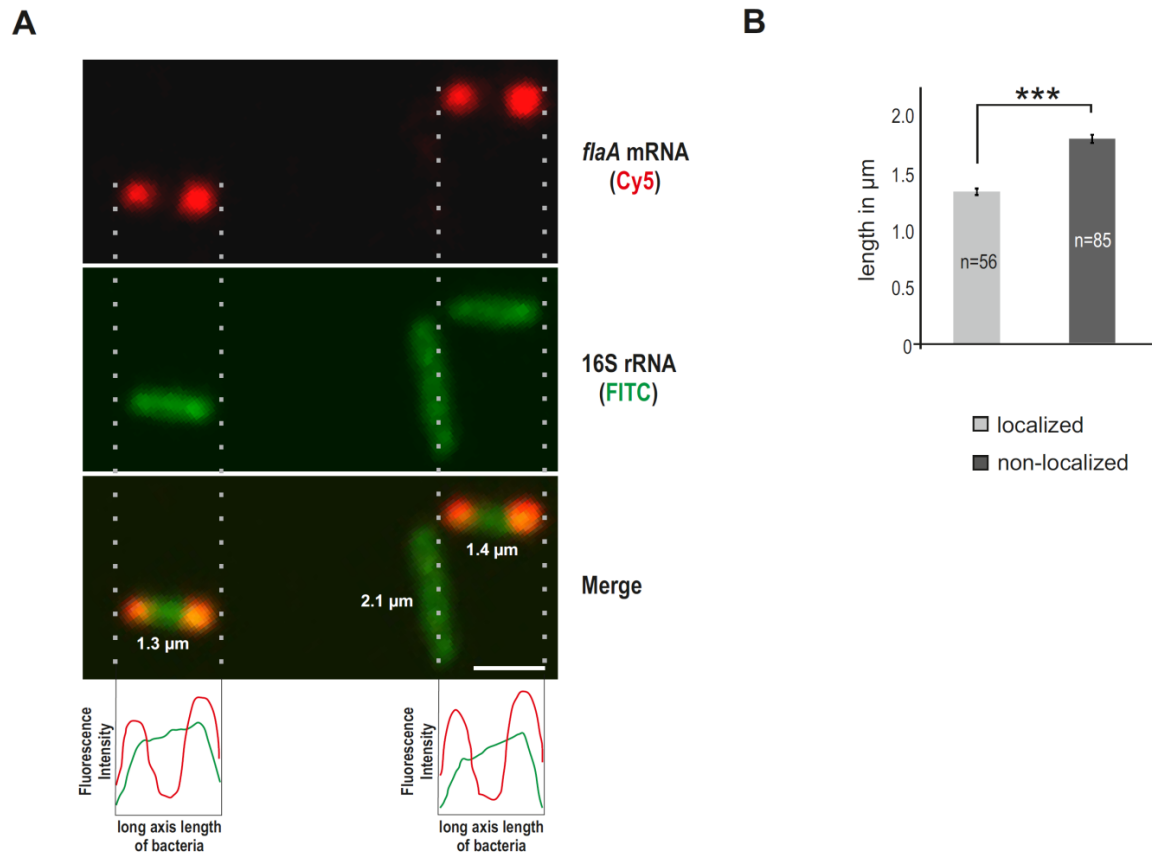 A
flaA mRNA
(Cy5)
16S rRNA
(FITC)
1.4 µm
2.1 µm
1.3 µm
Merge
Fluorescence
Intensity
long axis length
of bacteria
Fluorescence
Intensity
long axis length
of bacteria
B
***
2.0
1.5
1.0
0.5
0
length in µm
n=56
n=85
localized
non-localized